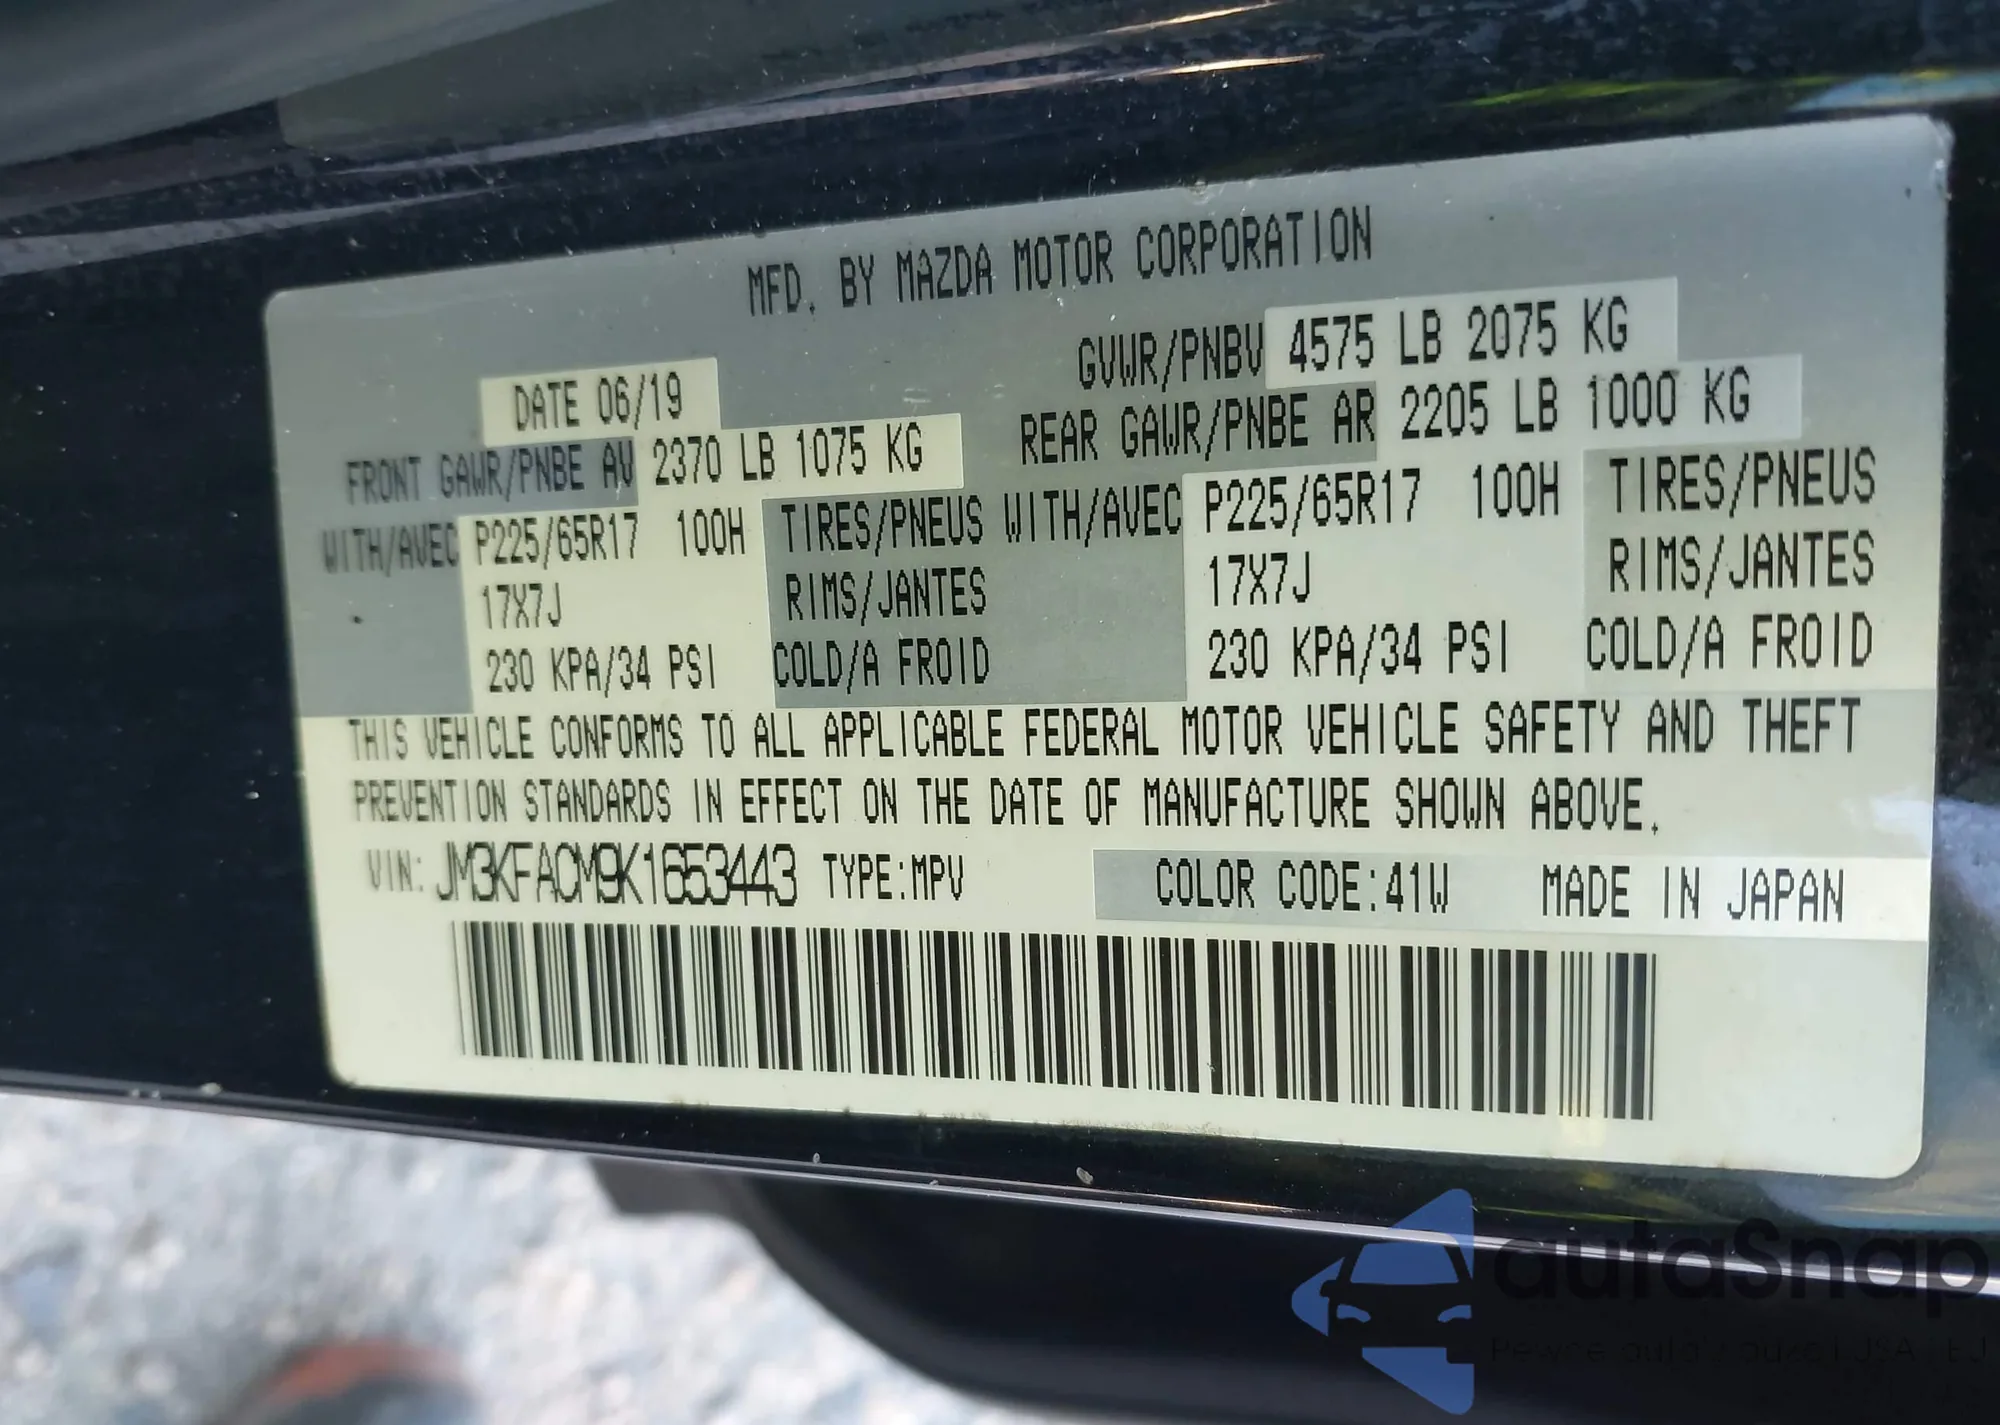 MFD. BY MAZDA MOTOR CORPORATION
DATE 06/19 GVWR/PNBV 4575 LB 2075 KG
FRONT GAWR/PNBE AV 2370 LB 1075 KG REAR GAWR/PNBE AR 2205 LB 1000 KG
WITH/AVEC P225/65R17 100H TIRES/PNEUS WITH/AVEC P225/65R17 100H TIRES/PNEUS
17X7J RIMS/JANTES 17X7J RIMS/JANTES
230 KPA/34 PSI COLD/A FROID 230 KPA/34 PSI COLD/A FROID
THIS VEHICLE CONFORMS TO ALL APPLICABLE FEDERAL MOTOR VEHICLE SAFETY AND THEFT
PREVENTION STANDARDS IN EFFECT ON THE DATE OF MANUFACTURE SHOWN ABOVE.
VIN: JM3KFACM9K1653443 TYPE:MPV COLOR CODE:41W MADE IN JAPAN
autaSnap